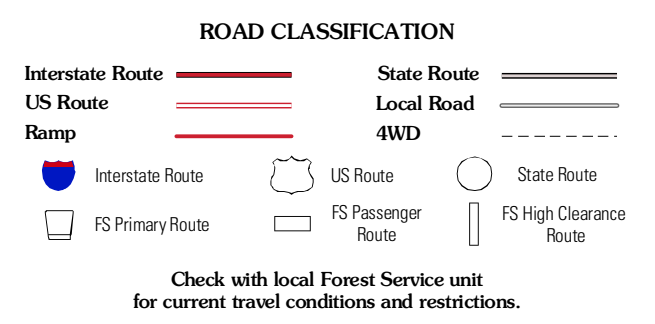 ROAD CLASSIFICATION
Interstate Route
State Route
US Route
Local Road
Ramp
4WD
Interstate Route
US Route
State Route
FS Primary Route
FS Passenger
Route
FS High Clearance
Route
Check with local Forest Service unit
for current travel conditions and restrictions.